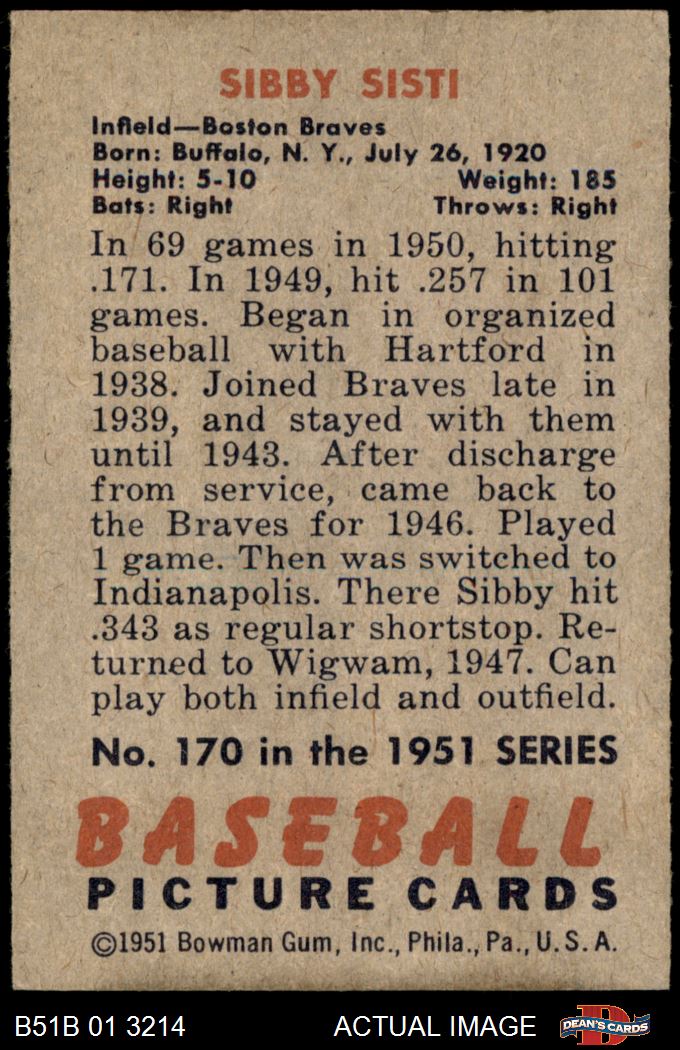 SIBBY SISTI
Infield—Boston Braves
Born: Buffalo, N. Y., July 26, 1920
Height: 5-10 Weight: 185
Bats: Right Throws: Right
In 69 games in 1950, hitting
.171. In 1949, hit .257 in 101
games. Began in organized
baseball with Hartford in
1938. Joined Braves late in
1939, and stayed with them
until 1943. After discharge
from service, came back to
the Braves for 1946. Played
1 game. Then was switched to
Indianapolis. There Sibby hit
.343 as regular shortstop. Re-
turned to Wigwam, 1947. Can
play both infield and outfield.
No. 170 in the 1951 SERIES
BASEBALL
PICTURE CARDS
©1951 Bowman Gum, Inc., Phila., Pa., U.S.A.
B51B 01 3214 ACTUAL IMAGE D DEAN'S CARDS